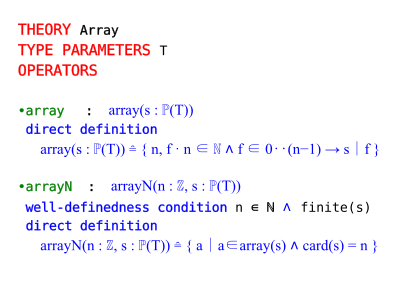 THEORY Array
TYPE PARAMETERS T
OPERATORS
•array : array(s : ℙ(T))
direct definition
array(s : ℙ(T)) ≙ { n, f · n ∈ ℕ ∧ f ∈ 0‥(n−1) → s ∣ f }
•arrayN : arrayN(n : ℤ, s : ℙ(T))
well-definedness condition n ∈ ℕ ∧ finite(s)
direct definition
arrayN(n : ℤ, s : ℙ(T)) ≙ { a ∣ a∈array(s) ∧ card(s) = n }